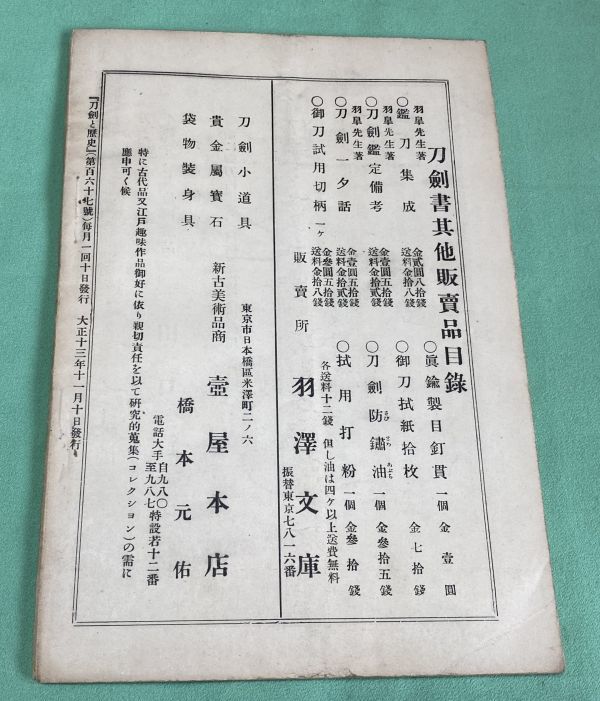 刀劍書其他販賣品目錄
羽皐先生著
〇鑑刀集成 金貳圓八拾錢 送料金拾八錢
羽皐先生著
〇刀劍鑑定備考 金壹圓五拾錢 送料金拾貳錢
羽皐先生著
〇刀劍一夕話 金壹圓五拾錢 送料金拾貳錢
〇御刀試用切柄 一ケ 金參圓五拾錢 送料金拾八錢
〇眞鍮製目釘貫 一個 金壹圓
〇御刀拭紙拾枚 金七拾錢
〇刀劍防鏽油 一個 金參拾五錢
〇拭用打粉 一個 金參拾錢
各送料十二錢 但し油は四ケ以上送費無料
販賣所 羽澤文庫
振替東京七八一六番
刀劍小道具
貴金屬寶石
袋物裝身具
東京市日本橋區米澤町二ノ六
新古美術品商 壺屋本店
橋本元佑
電話大手自九八〇至九八七特設若十二番
特に古代品又江戸趣味作品御好に依り親切責任を以て研究的蒐集(コレクション)の需に
應申可く候
『刀劍と歷史』(第百六十七號)每月一回十日發行 大正十三年十一月十日發行